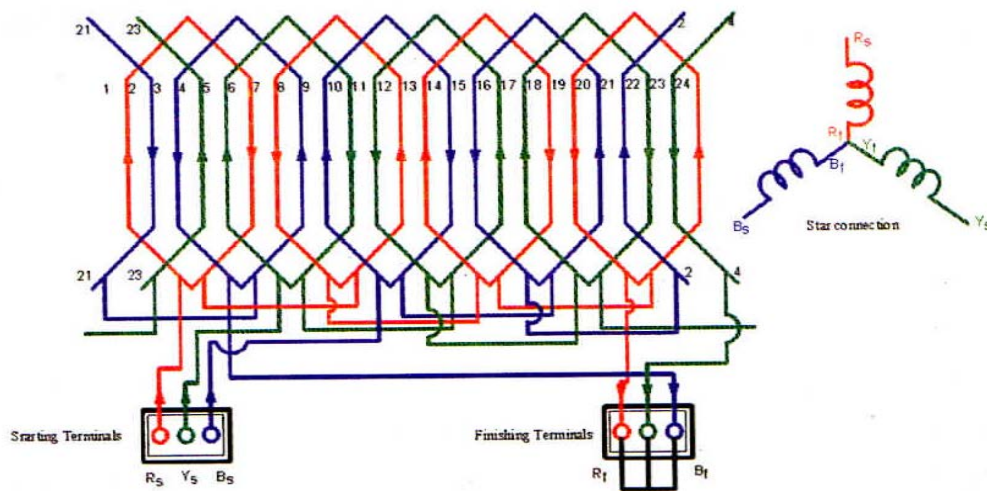 21 23 2 4
1 2 3 4 5 6 7 8 9 10 11 12 13 14 15 16 17 18 19 20 21 22 23 24
Rs
Rf
Yf
Bf
Bs
Ys
Star connection
21 23 2 4
Srarting Terminals
Finishing Terminals
Rs Ys Bs
Rf Bf